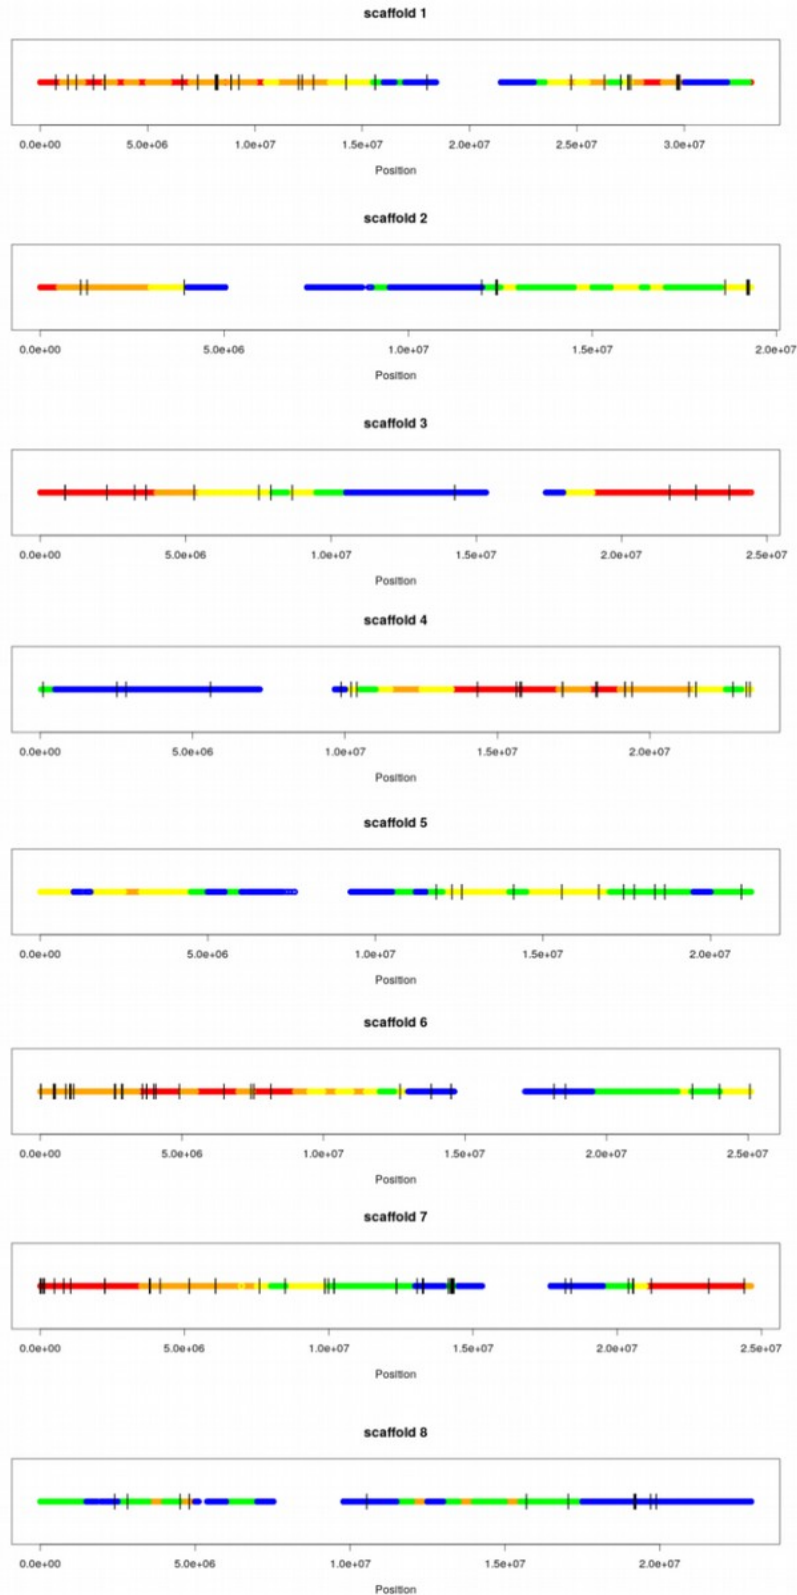 scaffold 1
0.0e+00 5.0e+06 1.0e+07 1.5e+07 2.0e+07 2.5e+07 3.0e+07
Position
scaffold 2
0.0e+00 5.0e+06 1.0e+07 1.5e+07 2.0e+07
Position
scaffold 3
0.0e+00 5.0e+06 1.0e+07 1.5e+07 2.0e+07 2.5e+07
Position
scaffold 4
0.0e+00 5.0e+06 1.0e+07 1.5e+07 2.0e+07
Position
scaffold 5
0.0e+00 5.0e+06 1.0e+07 1.5e+07 2.0e+07
Position
scaffold 6
0.0e+00 5.0e+06 1.0e+07 1.5e+07 2.0e+07 2.5e+07
Position
scaffold 7
0.0e+00 5.0e+06 1.0e+07 1.5e+07 2.0e+07 2.5e+07
Position
scaffold 8
0.0e+00 5.0e+06 1.0e+07 1.5e+07 2.0e+07
Position